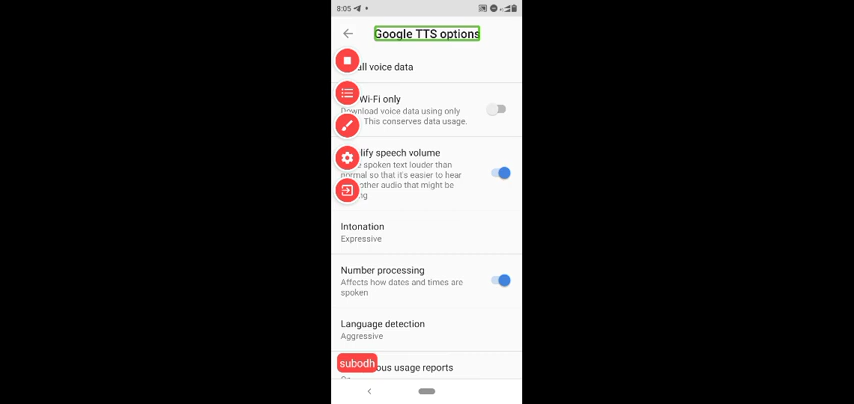 8:05
Google TTS options
all voice data
Wi-Fi only
Download voice data using only
This conserves data usage.
lify speech volume
spoken text louder than
normal so that it's easier to hear
other audio that might be
Intonation
Expressive
Number processing
Affects how dates and times are
spoken
Language detection
Aggressive
subodh
ous usage reports